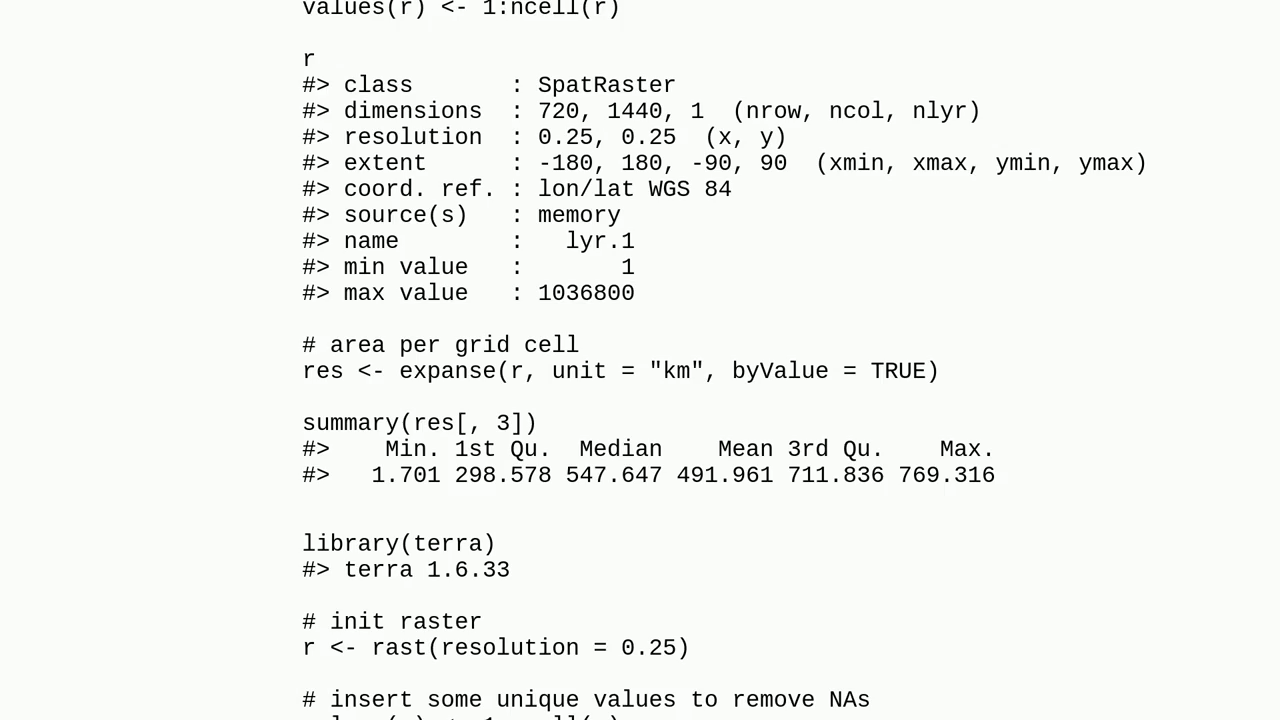 values(r) <- 1:ncell(r)
r
#> class       : SpatRaster
#> dimensions  : 720, 1440, 1  (nrow, ncol, nlyr)
#> resolution  : 0.25, 0.25  (x, y)
#> extent      : -180, 180, -90, 90  (xmin, xmax, ymin, ymax)
#> coord. ref. : lon/lat WGS 84
#> source(s)   : memory
#> name        :   lyr.1
#> min value   :       1
#> max value   : 1036800
# area per grid cell
res <- expanse(r, unit = "km", byValue = TRUE)
summary(res[, 3])
#>    Min. 1st Qu.  Median    Mean 3rd Qu.    Max.
#>   1.701 298.578 547.647 491.961 711.836 769.316
library(terra)
#> terra 1.6.33
# init raster
r <- rast(resolution = 0.25)
# insert some unique values to remove NAs